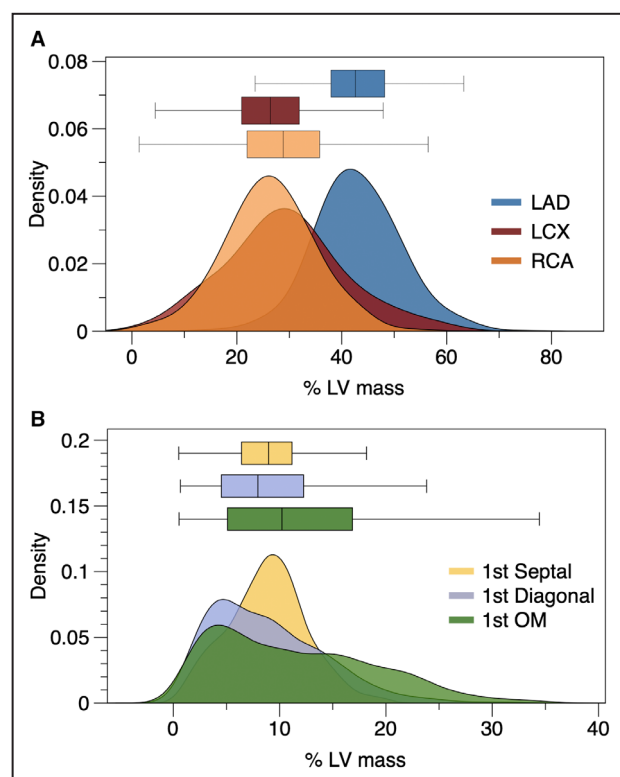 A
0.08
0.06
0.04
0.02
0
Density
LAD
LCX
RCA
0 20 40 60 80
% LV mass
B
0.2
0.15
0.1
0.05
0
Density
1st Septal
1st Diagonal
1st OM
0 10 20 30 40
% LV mass